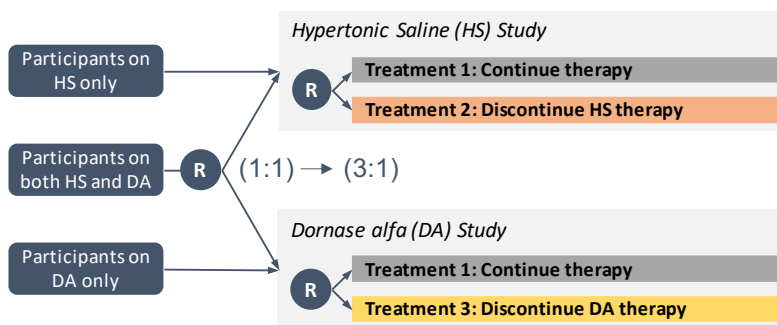 Hypertonic Saline (HS) Study
Participants on
HS only
R
Treatment 1: Continue therapy
Treatment 2: Discontinue HS therapy
Participants on
both HS and DA
R
(1:1) → (3:1)
Dornase alfa (DA) Study
Participants on
DA only
R
Treatment 1: Continue therapy
Treatment 3: Discontinue DA therapy